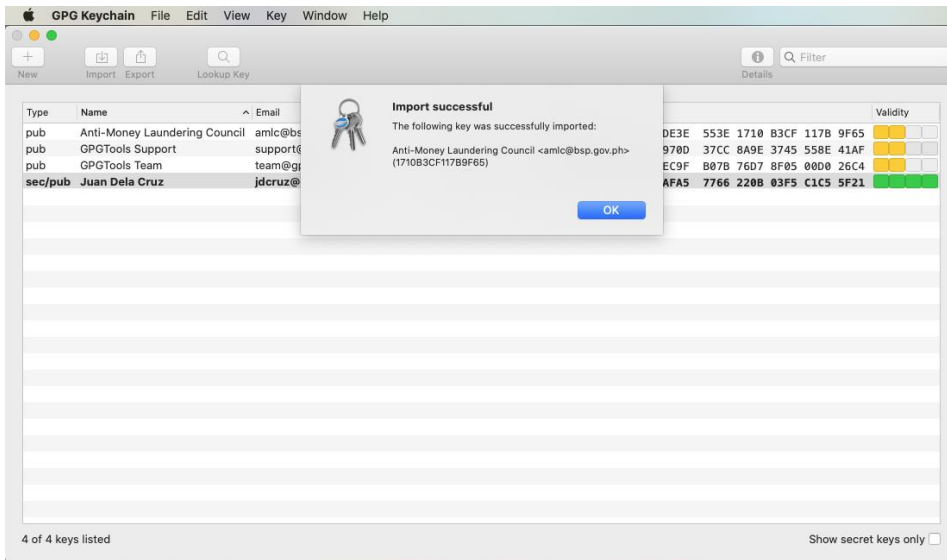 GPG Keychain File Edit View Key Window Help
New Import Export Lookup Key Details Filter
Type Name Email Validity
Import successful
The following key was successfully imported:
Anti-Money Laundering Council <amlc@bsp.gov.ph>
(1710B3CF117B9F65)
OK
pub Anti-Money Laundering Council amlc@bs DE3E 553E 1710 B3CF 117B 9F65
pub GPGTools Support support@ 970D 37CC 8A9E 3745 558E 41AF
pub GPGTools Team team@gp EC9F B07B 76D7 8F05 00D0 26C4
sec/pub Juan Dela Cruz jdcruz@ AFA5 7766 220B 03F5 C1C5 5F21
4 of 4 keys listed Show secret keys only